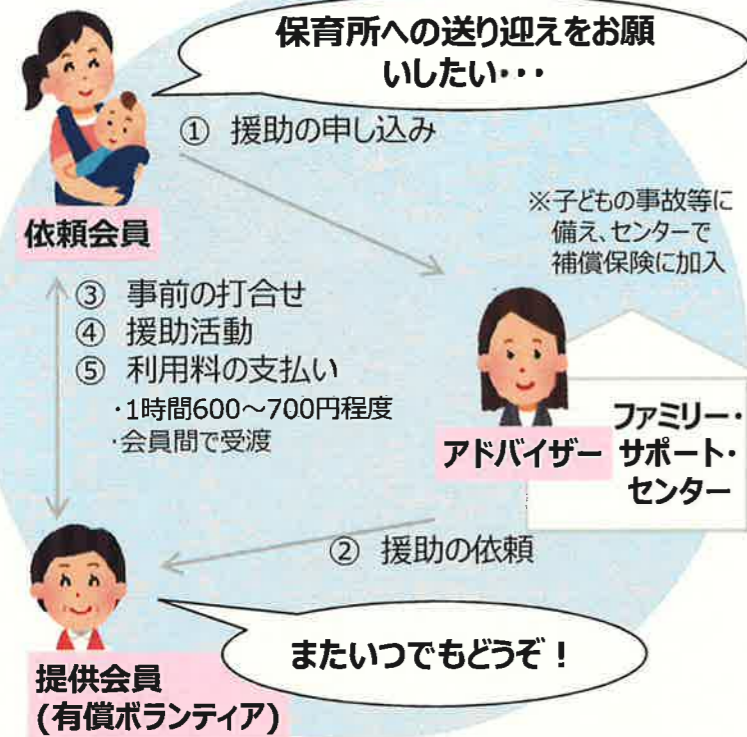 保育所への送り迎えをお願
いしたい・・・
① 援助の申し込み
依頼会員
※子どもの事故等に
備え、センターで
補償保険に加入
③ 事前の打合せ
④ 援助活動
⑤ 利用料の支払い
・1時間600～700円程度
・会員間で受渡
アドバイザー
ファミリー・
サポート・
センター
② 援助の依頼
またいつでもどうぞ！
提供会員
(有償ボランティア)